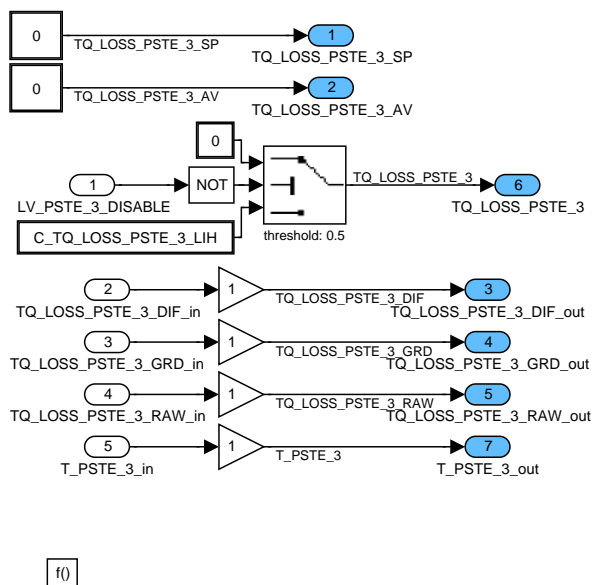 0
TQ_LOSS_PSTE_3_SP
1
TQ_LOSS_PSTE_3_SP
0
TQ_LOSS_PSTE_3_AV
2
TQ_LOSS_PSTE_3_AV
0
1
LV_PSTE_3_DISABLE
NOT
C_TQ_LOSS_PSTE_3_LIH
threshold: 0.5
TQ_LOSS_PSTE_3
6
TQ_LOSS_PSTE_3
2
TQ_LOSS_PSTE_3_DIF_in
1
TQ_LOSS_PSTE_3_DIF
3
TQ_LOSS_PSTE_3_DIF_out
3
TQ_LOSS_PSTE_3_GRD_in
1
TQ_LOSS_PSTE_3_GRD
4
TQ_LOSS_PSTE_3_GRD_out
4
TQ_LOSS_PSTE_3_RAW_in
1
TQ_LOSS_PSTE_3_RAW
5
TQ_LOSS_PSTE_3_RAW_out
5
T_PSTE_3_in
1
T_PSTE_3
7
T_PSTE_3_out
f()